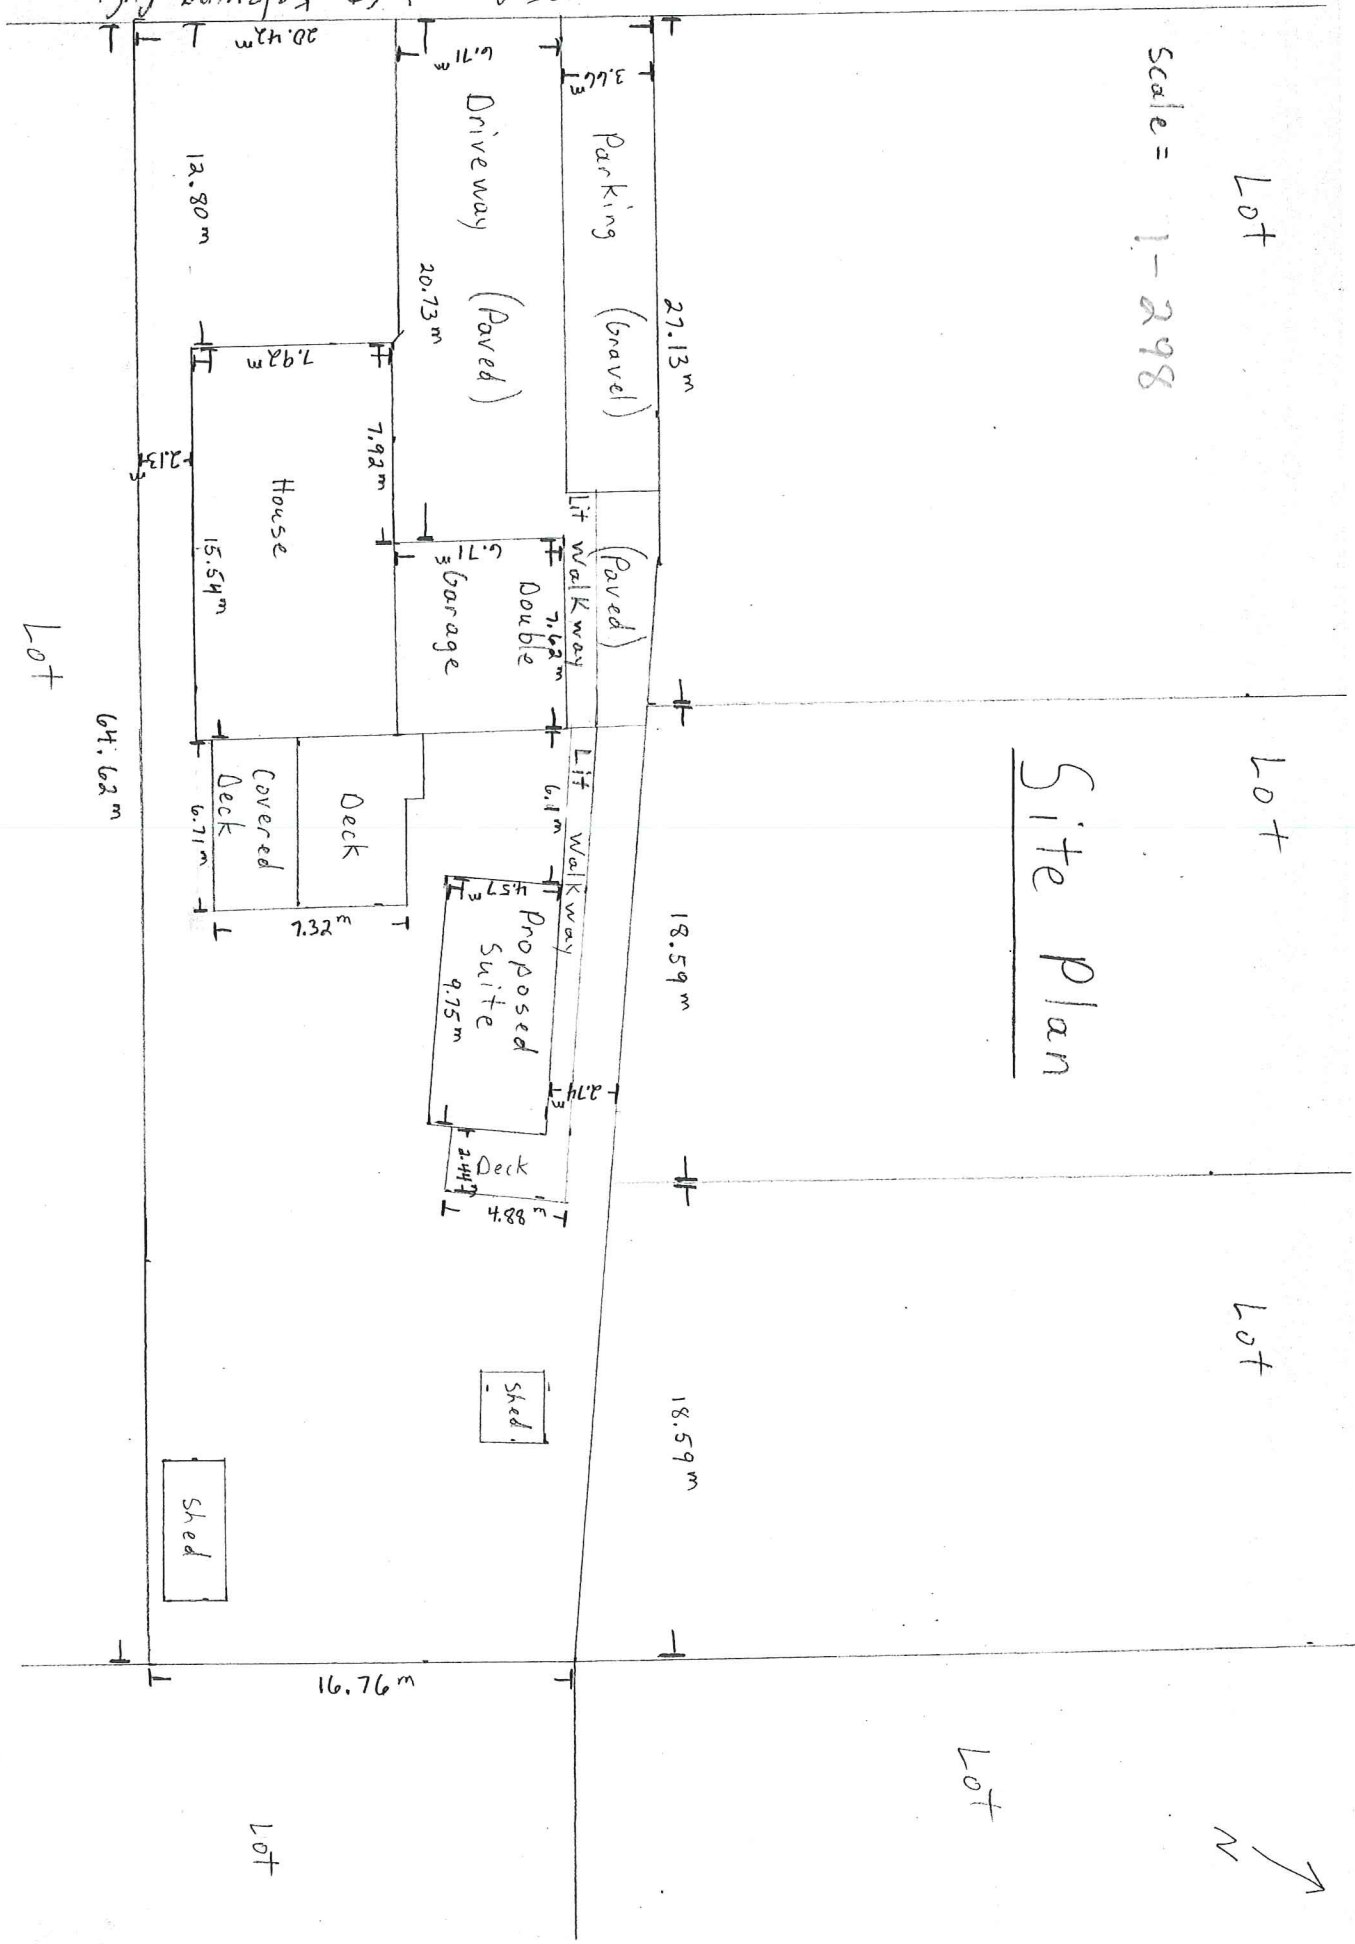 Site Plan
Scale = 1-298
N
Lot
Lot
Lot
Lot
Lot
Lot
27.13m
18.59m
18.59m
3.66m
Parking (Gravel)
(Paved)
Lit Walkway
Lit Walkway
6.71m
Driveway (Paved)
20.73m
Double
Garage
7.62m
6.71m
6.1m
20.42m
12.80m
7.92m
7.92m
House
15.54m
2.13m
Deck
Covered
Deck
6.71m
7.32m
4.57m
Proposed
Suite
9.75m
2.74m
Deck
2.44m
4.88m
Shed
Shed
64.62m
16.76m